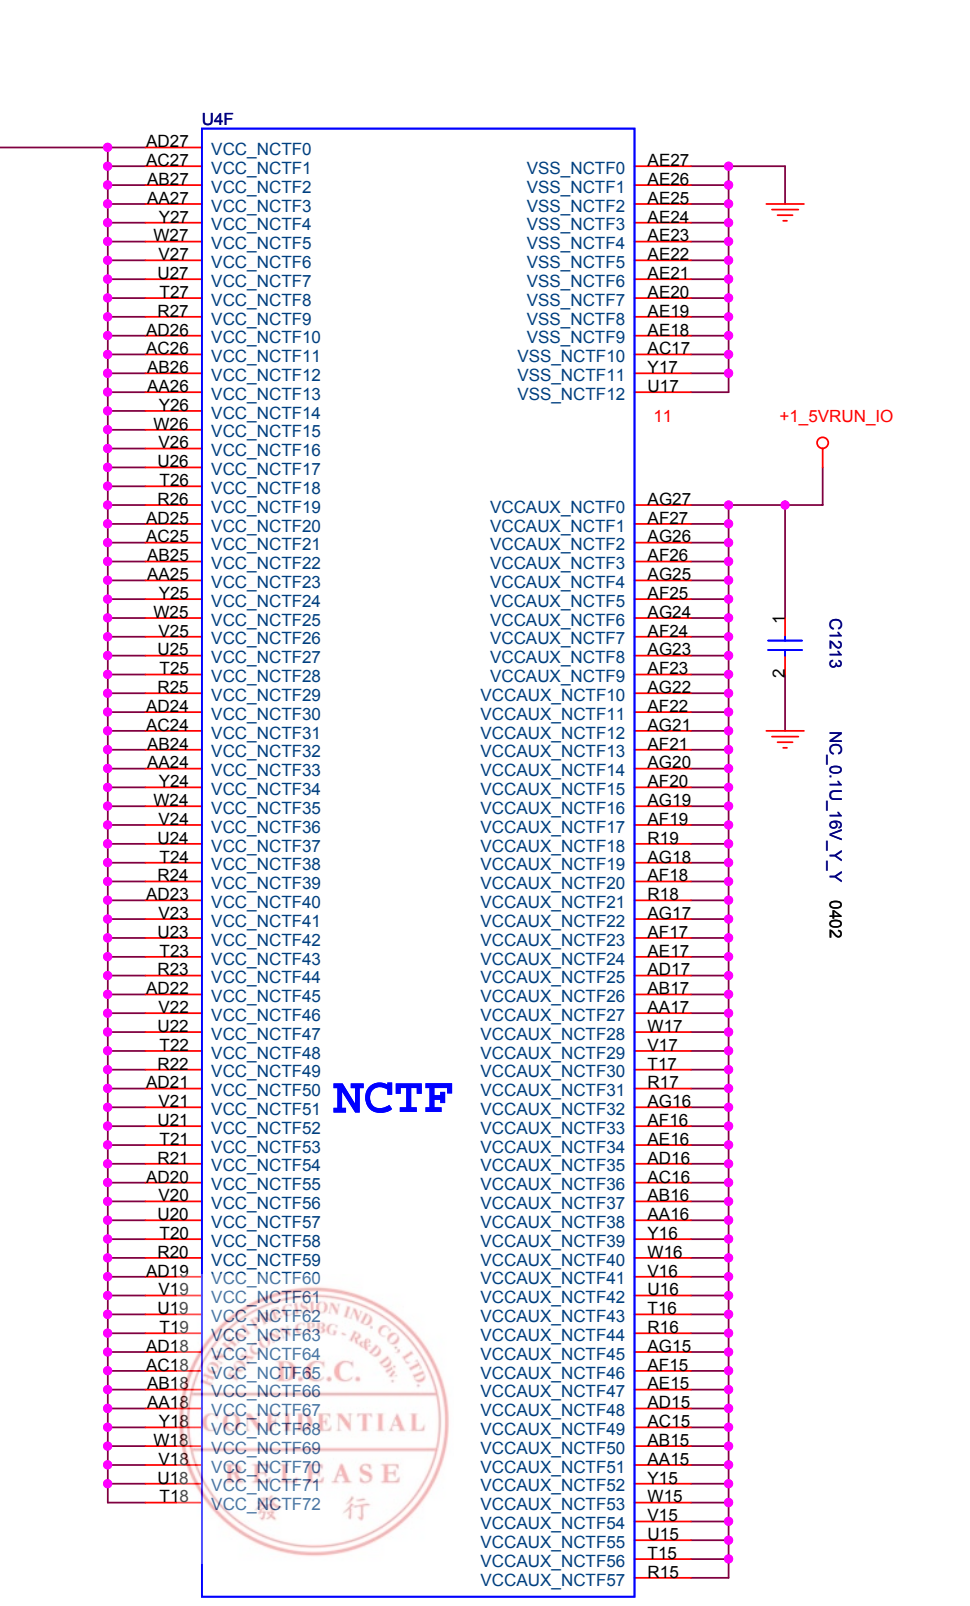 U4F
AD27 VCC_NCTF0
AC27 VCC_NCTF1
AB27 VCC_NCTF2
AA27 VCC_NCTF3
Y27 VCC_NCTF4
W27 VCC_NCTF5
V27 VCC_NCTF6
U27 VCC_NCTF7
T27 VCC_NCTF8
R27 VCC_NCTF9
AD26 VCC_NCTF10
AC26 VCC_NCTF11
AB26 VCC_NCTF12
AA26 VCC_NCTF13
Y26 VCC_NCTF14
W26 VCC_NCTF15
V26 VCC_NCTF16
U26 VCC_NCTF17
T26 VCC_NCTF18
R26 VCC_NCTF19
AD25 VCC_NCTF20
AC25 VCC_NCTF21
AB25 VCC_NCTF22
AA25 VCC_NCTF23
Y25 VCC_NCTF24
W25 VCC_NCTF25
V25 VCC_NCTF26
U25 VCC_NCTF27
T25 VCC_NCTF28
R25 VCC_NCTF29
AD24 VCC_NCTF30
AC24 VCC_NCTF31
AB24 VCC_NCTF32
AA24 VCC_NCTF33
Y24 VCC_NCTF34
W24 VCC_NCTF35
V24 VCC_NCTF36
U24 VCC_NCTF37
T24 VCC_NCTF38
R24 VCC_NCTF39
AD23 VCC_NCTF40
V23 VCC_NCTF41
U23 VCC_NCTF42
T23 VCC_NCTF43
R23 VCC_NCTF44
AD22 VCC_NCTF45
V22 VCC_NCTF46
U22 VCC_NCTF47
T22 VCC_NCTF48
R22 VCC_NCTF49
AD21 VCC_NCTF50
V21 VCC_NCTF51
U21 VCC_NCTF52
T21 VCC_NCTF53
R21 VCC_NCTF54
AD20 VCC_NCTF55
V20 VCC_NCTF56
U20 VCC_NCTF57
T20 VCC_NCTF58
R20 VCC_NCTF59
AD19 VCC_NCTF60
V19 VCC_NCTF61
U19 VCC_NCTF62
T19 VCC_NCTF63
AD18 VCC_NCTF64
AC18 VCC_NCTF65
AB18 VCC_NCTF66
AA18 VCC_NCTF67
Y18 VCC_NCTF68
W18 VCC_NCTF69
V18 VCC_NCTF70
U18 VCC_NCTF71
T18 VCC_NCTF72
NCTF
VSS_NCTF0 AE27
VSS_NCTF1 AE26
VSS_NCTF2 AE25
VSS_NCTF3 AE24
VSS_NCTF4 AE23
VSS_NCTF5 AE22
VSS_NCTF6 AE21
VSS_NCTF7 AE20
VSS_NCTF8 AE19
VSS_NCTF9 AE18
VSS_NCTF10 AC17
VSS_NCTF11 Y17
VSS_NCTF12 U17
11
+1_5VRUN_IO
VCCAUX_NCTF0 AG27
VCCAUX_NCTF1 AF27
VCCAUX_NCTF2 AG26
VCCAUX_NCTF3 AF26
VCCAUX_NCTF4 AG25
VCCAUX_NCTF5 AF25
VCCAUX_NCTF6 AG24
VCCAUX_NCTF7 AF24
VCCAUX_NCTF8 AG23
VCCAUX_NCTF9 AF23
VCCAUX_NCTF10 AG22
VCCAUX_NCTF11 AF22
VCCAUX_NCTF12 AG21
VCCAUX_NCTF13 AF21
VCCAUX_NCTF14 AG20
VCCAUX_NCTF15 AF20
VCCAUX_NCTF16 AG19
VCCAUX_NCTF17 AF19
VCCAUX_NCTF18 R19
VCCAUX_NCTF19 AG18
VCCAUX_NCTF20 AF18
VCCAUX_NCTF21 R18
VCCAUX_NCTF22 AG17
VCCAUX_NCTF23 AF17
VCCAUX_NCTF24 AE17
VCCAUX_NCTF25 AD17
VCCAUX_NCTF26 AB17
VCCAUX_NCTF27 AA17
VCCAUX_NCTF28 W17
VCCAUX_NCTF29 V17
VCCAUX_NCTF30 T17
VCCAUX_NCTF31 R17
VCCAUX_NCTF32 AG16
VCCAUX_NCTF33 AF16
VCCAUX_NCTF34 AE16
VCCAUX_NCTF35 AD16
VCCAUX_NCTF36 AC16
VCCAUX_NCTF37 AB16
VCCAUX_NCTF38 AA16
VCCAUX_NCTF39 Y16
VCCAUX_NCTF40 W16
VCCAUX_NCTF41 V16
VCCAUX_NCTF42 U16
VCCAUX_NCTF43 T16
VCCAUX_NCTF44 R16
VCCAUX_NCTF45 AG15
VCCAUX_NCTF46 AF15
VCCAUX_NCTF47 AE15
VCCAUX_NCTF48 AD15
VCCAUX_NCTF49 AC15
VCCAUX_NCTF50 AB15
VCCAUX_NCTF51 AA15
VCCAUX_NCTF52 Y15
VCCAUX_NCTF53 W15
VCCAUX_NCTF54 V15
VCCAUX_NCTF55 U15
VCCAUX_NCTF56 T15
VCCAUX_NCTF57 R15
1
2
C1213
NC_0.1U_16V_Y_Y 0402
PRECISION IND. CO., LTD.
CPBG - R&D Div.
D.C.C.
CONFIDENTIAL
RELEASE
發 行